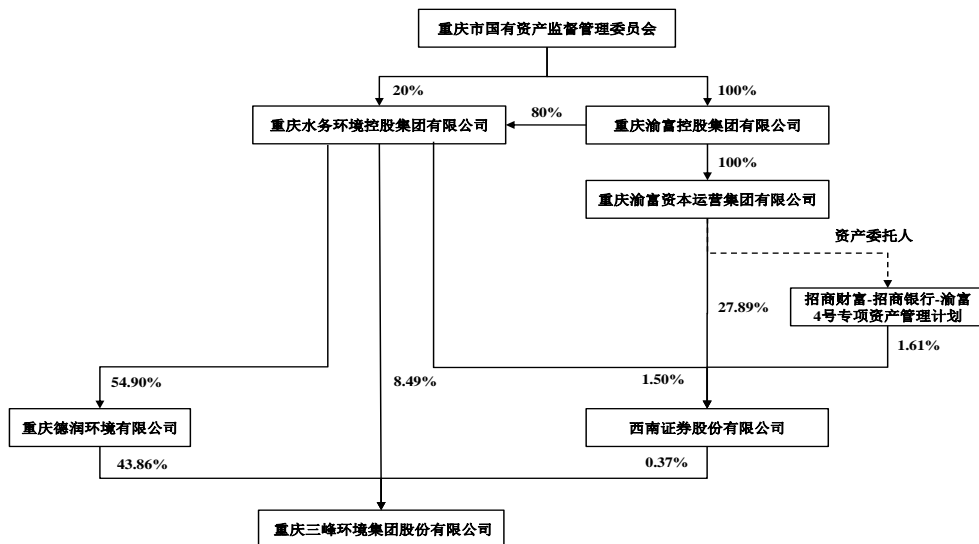 重庆市国有资产监督管理委员会
20%
100%
重庆水务环境控股集团有限公司
80%
重庆渝富控股集团有限公司
100%
重庆渝富资本运营集团有限公司
资产委托人
27.89%
招商财富-招商银行-渝富
4号专项资产管理计划
1.61%
54.90%
8.49%
1.50%
重庆德润环境有限公司
西南证券股份有限公司
43.86%
0.37%
重庆三峰环境集团股份有限公司